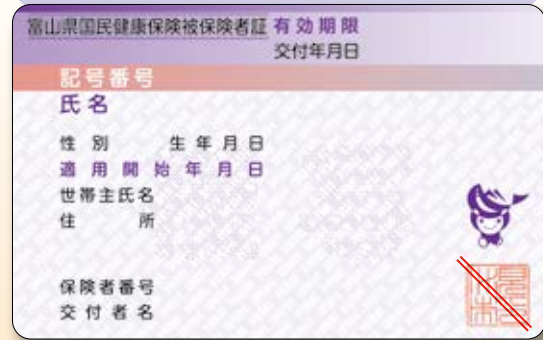 富山県国民健康保険被保険者証 有効期限
交付年月日
記号番号
氏名
性別 生年月日
適用開始年月日
世帯主氏名
住所
保険者番号
交付者名